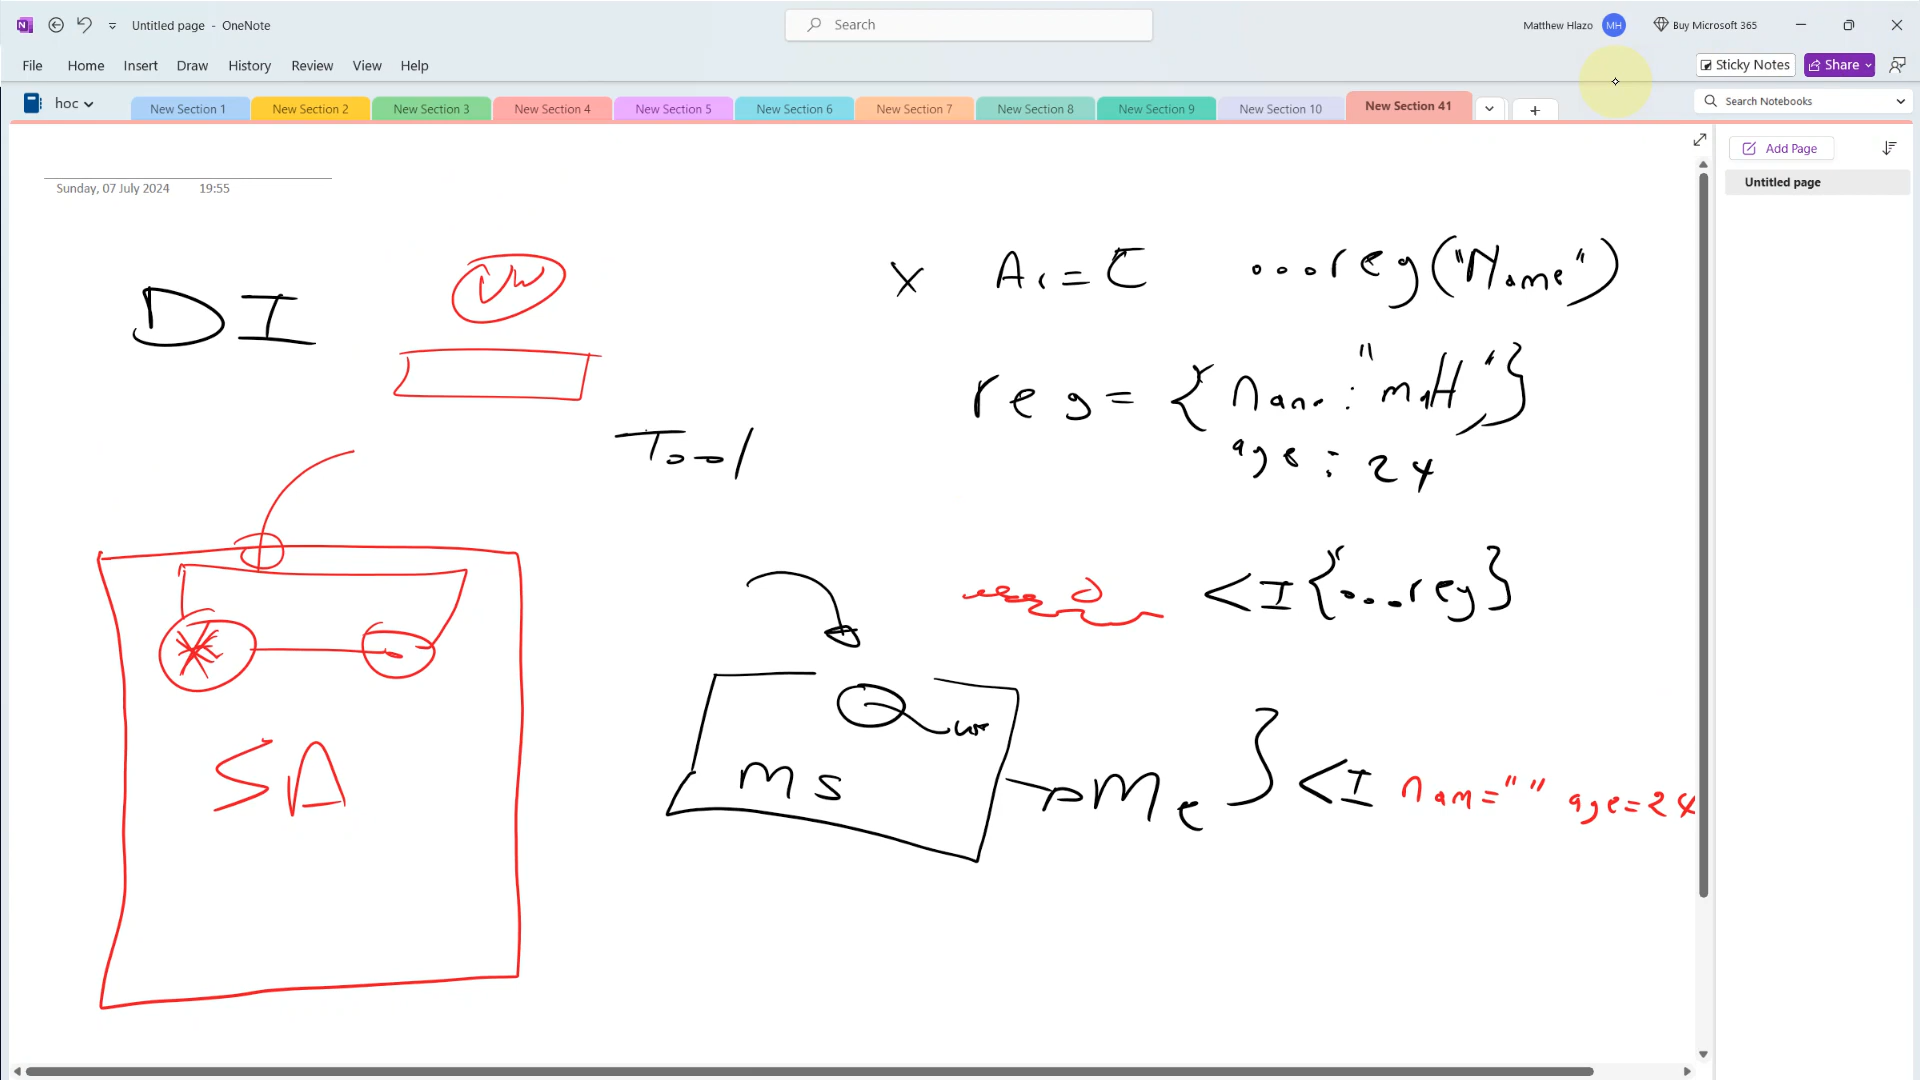 Untitled page - OneNote
Search
Matthew Hlazo
MH
Buy Microsoft 365
File Home Insert Draw History Review View Help
Sticky Notes
Share
hoc
New Section 1
New Section 2
New Section 3
New Section 4
New Section 5
New Section 6
New Section 7
New Section 8
New Section 9
New Section 10
New Section 41
Search Notebooks
Add Page
Untitled page
Sunday, 07 July 2024 19:55
DI
Tool
...reg("Name")
reg = {
age : 24
<I{...reg}
SA
ms
Me } <I nam="" age=24